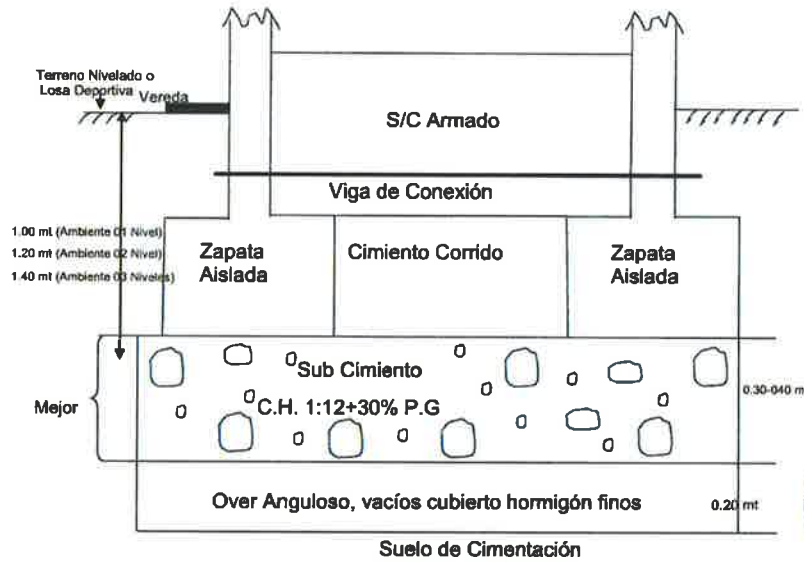 Terreno Nivelado o
Losa Deportiva
Vereda
S/C Armado
Viga de Conexión
1.00 mt (Ambiente 01 Nivel)
1.20 mt (Ambiente 02 Nivel)
1.40 mt (Ambiente 03 Niveles)
Zapata
Aislada
Cimiento Corrido
Zapata
Aislada
Mejor
Sub Cimiento
C.H. 1:12+30% P.G
0.30-040 m
Over Anguloso, vacíos cubierto hormigón finos
0.20 mt
Suelo de Cimentación